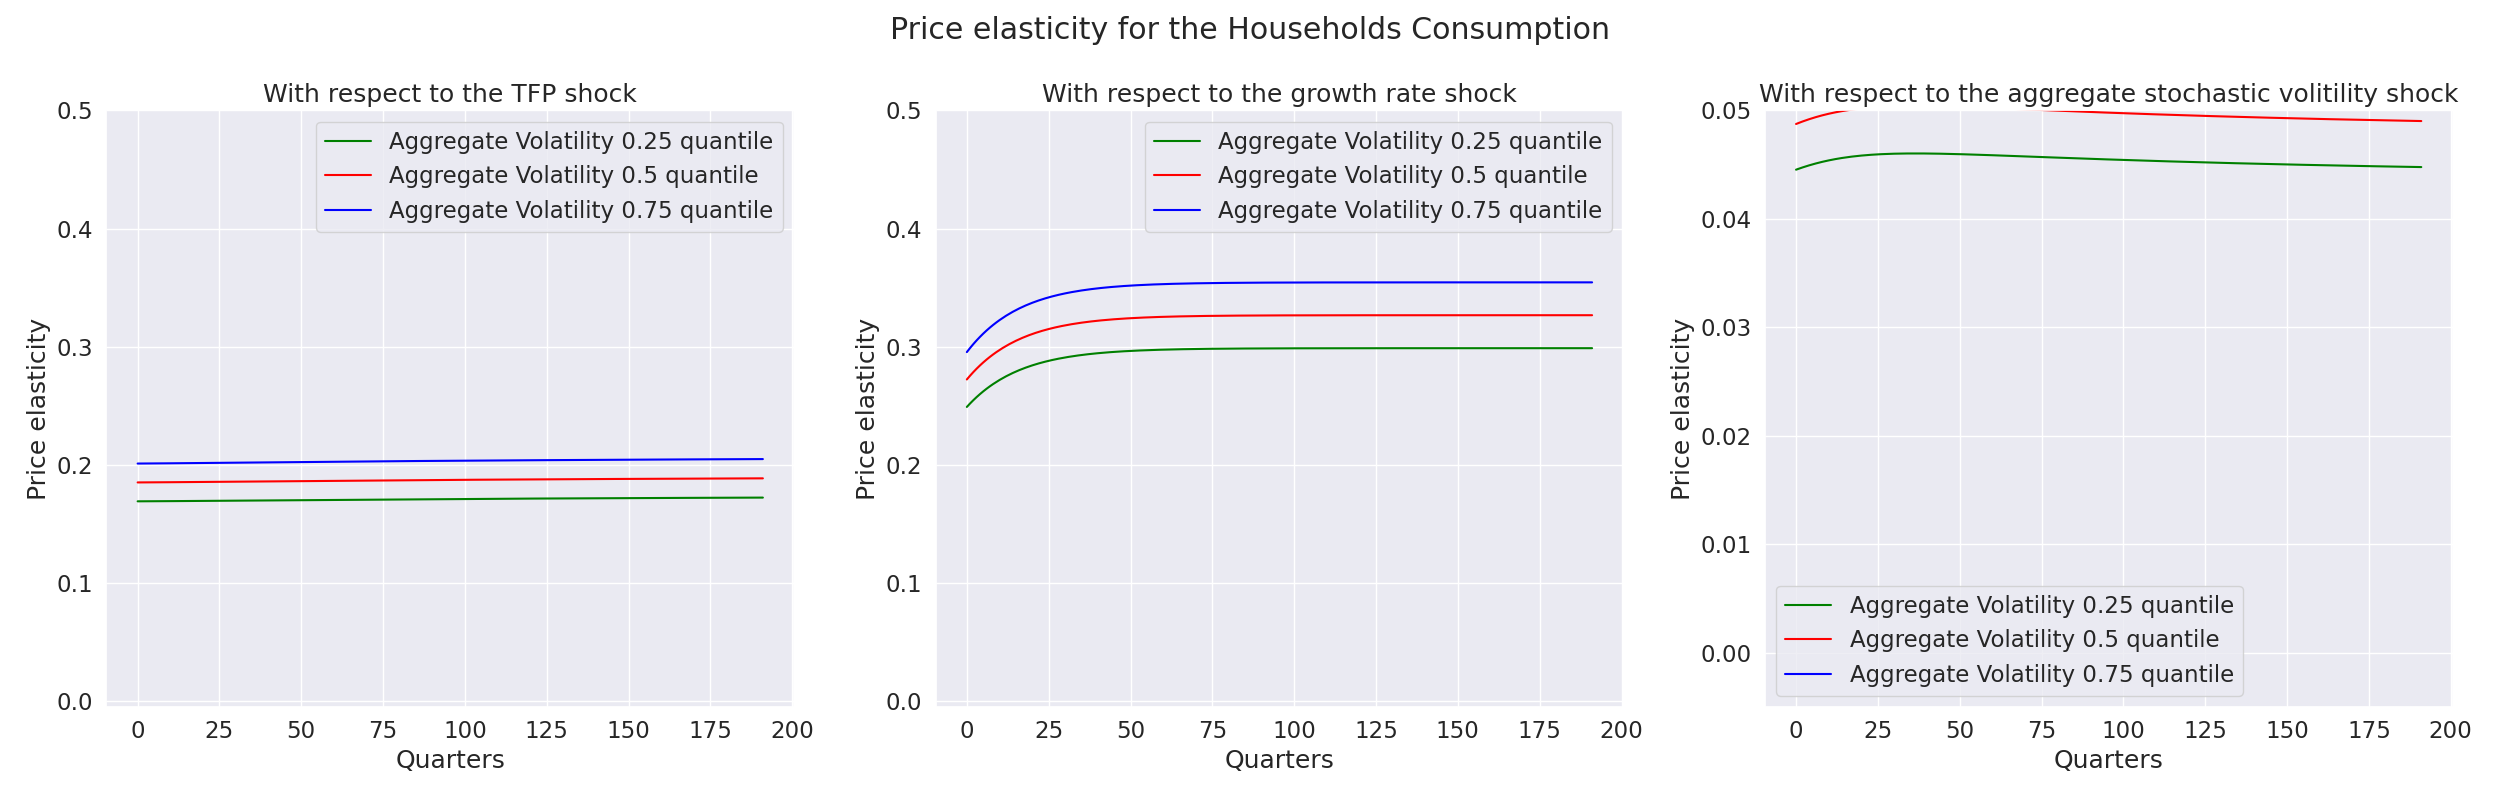 Price elasticity for the Households Consumption
With respect to the TFP shock
0.5
0.4
0.3
0.2
0.1
0.0
Price elasticity
Aggregate Volatility 0.25 quantile
Aggregate Volatility 0.5 quantile
Aggregate Volatility 0.75 quantile
0 25 50 75 100 125 150 175 200
Quarters
With respect to the growth rate shock
0.5
0.4
0.3
0.2
0.1
0.0
Price elasticity
Aggregate Volatility 0.25 quantile
Aggregate Volatility 0.5 quantile
Aggregate Volatility 0.75 quantile
0 25 50 75 100 125 150 175 200
Quarters
With respect to the aggregate stochastic volitility shock
0.05
0.04
0.03
0.02
0.01
0.00
Price elasticity
Aggregate Volatility 0.25 quantile
Aggregate Volatility 0.5 quantile
Aggregate Volatility 0.75 quantile
0 25 50 75 100 125 150 175 200
Quarters